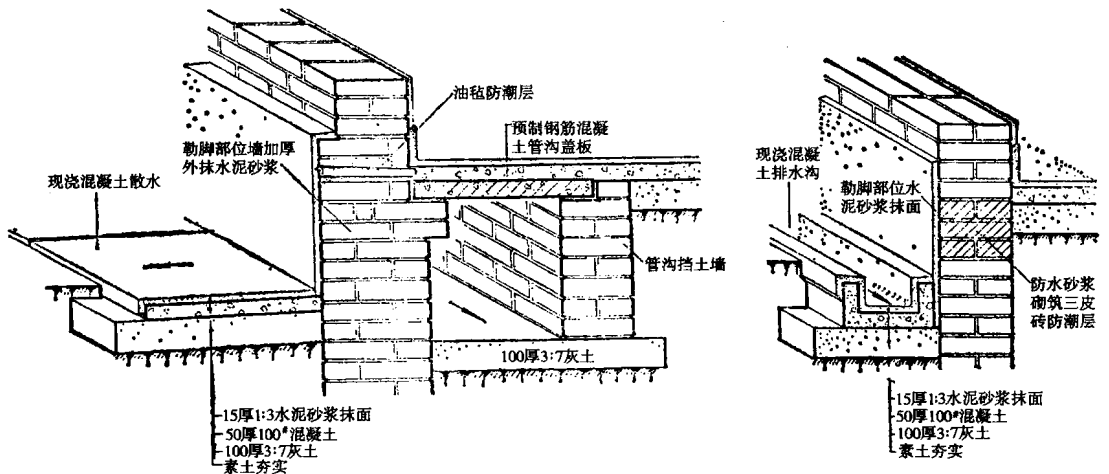 油毡防潮层
预制钢筋混凝
土管沟盖板
勒脚部位墙加厚
外抹水泥砂浆
现浇混凝土散水
管沟挡土墙
100厚3:7灰土
15厚1:3水泥砂浆抹面
50厚100#混凝土
100厚3:7灰土
素土夯实
现浇混凝
土排水沟
勒脚部位水
泥砂浆抹面
防水砂浆
砌筑三皮
砖防潮层
15厚1:3水泥砂浆抹面
50厚100#混凝土
100厚3:7灰土
素土夯实